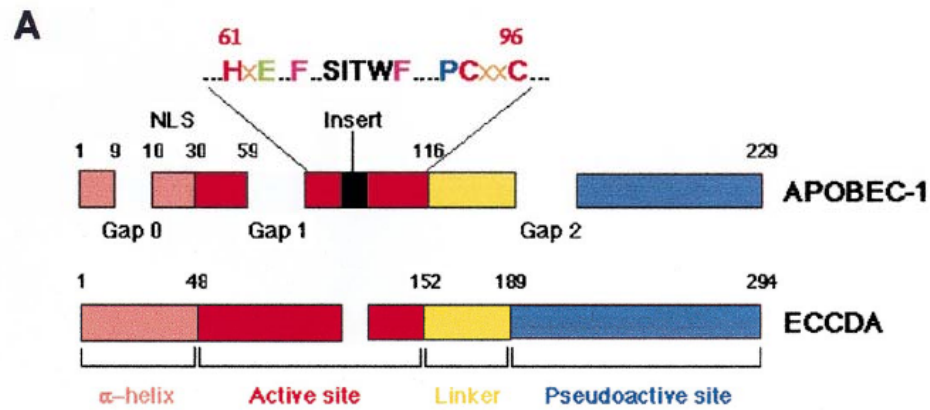 A
61 96
...HxE..F..SITWF....PCxxC...
NLS Insert
1 9 10 30 59 116 229
APOBEC-1
Gap 0 Gap 1 Gap 2
1 48 152 189 294
ECCDA
α-helix Active site Linker Pseudoactive site